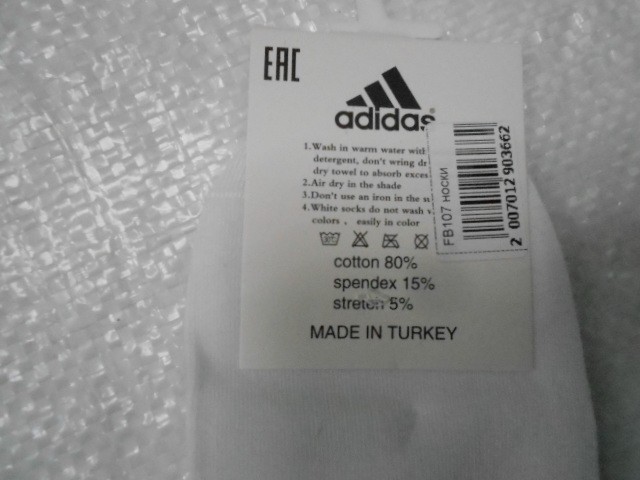 EAC
adidas®
1.Wash in warm water with
detergent, don't wring dr
dry towel to absorb exces
2.Air dry in the shade
3.Don't use an iron in the s
4.White socks do not wash
colors 。 easily in color
cotton 80%
spendex 15%
stretch 5%
MADE IN TURKEY
FB107 НОСКИ
2 007012 903662